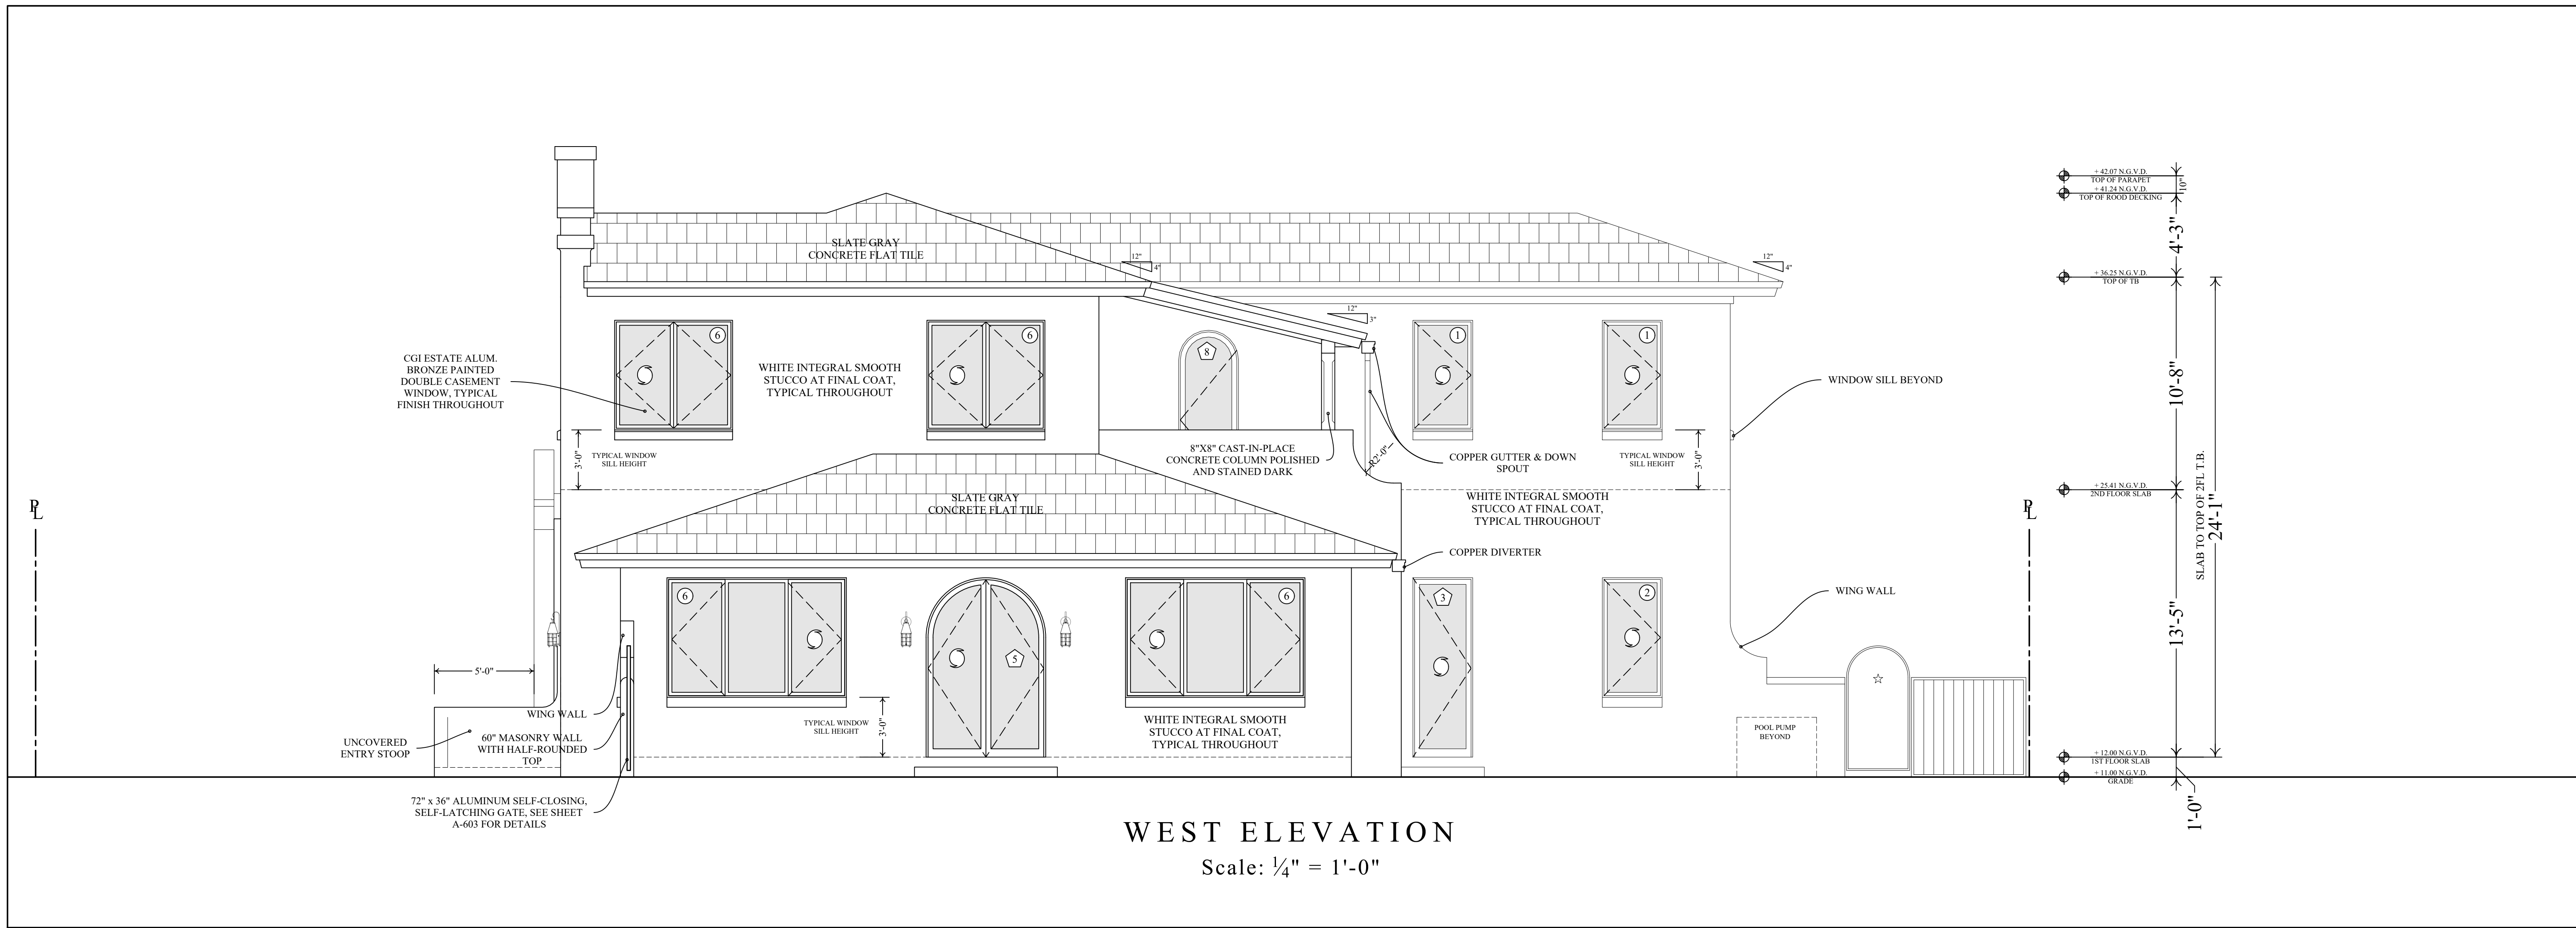 + 42.07 N.G.V.D.
TOP OF PARAPET
10"
+ 41.24 N.G.V.D.
TOP OF ROOD DECKING
4'-3"
SLATE GRAY
CONCRETE FLAT TILE
12"
4"
12"
4"
+ 36.25 N.G.V.D.
TOP OF TB
12"
3"
6
6
8
1
1
CGI ESTATE ALUM.
BRONZE PAINTED
DOUBLE CASEMENT
WINDOW, TYPICAL
FINISH THROUGHOUT
WHITE INTEGRAL SMOOTH
STUCCO AT FINAL COAT,
TYPICAL THROUGHOUT
WINDOW SILL BEYOND
10'-8"
3'-0"
TYPICAL WINDOW
SILL HEIGHT
8"X8" CAST-IN-PLACE
CONCRETE COLUMN POLISHED
AND STAINED DARK
R2'-0"
COPPER GUTTER & DOWN
SPOUT
TYPICAL WINDOW
SILL HEIGHT
3'-0"
+ 25.41 N.G.V.D.
2ND FLOOR SLAB
SLAB TO TOP OF 2FL T.B.
24'-1"
PL
SLATE GRAY
CONCRETE FLAT TILE
WHITE INTEGRAL SMOOTH
STUCCO AT FINAL COAT,
TYPICAL THROUGHOUT
PL
COPPER DIVERTER
WING WALL
13'-5"
6
5
6
3
2
5'-0"
WING WALL
60" MASONRY WALL
WITH HALF-ROUNDED
TOP
UNCOVERED
ENTRY STOOP
TYPICAL WINDOW
SILL HEIGHT
3'-0"
WHITE INTEGRAL SMOOTH
STUCCO AT FINAL COAT,
TYPICAL THROUGHOUT
POOL PUMP
BEYOND
+ 12.00 N.G.V.D.
1ST FLOOR SLAB
+ 11.00 N.G.V.D.
GRADE
1'-0"
72" x 36" ALUMINUM SELF-CLOSING,
SELF-LATCHING GATE, SEE SHEET
A-603 FOR DETAILS
WEST ELEVATION
Scale: 1/4" = 1'-0"